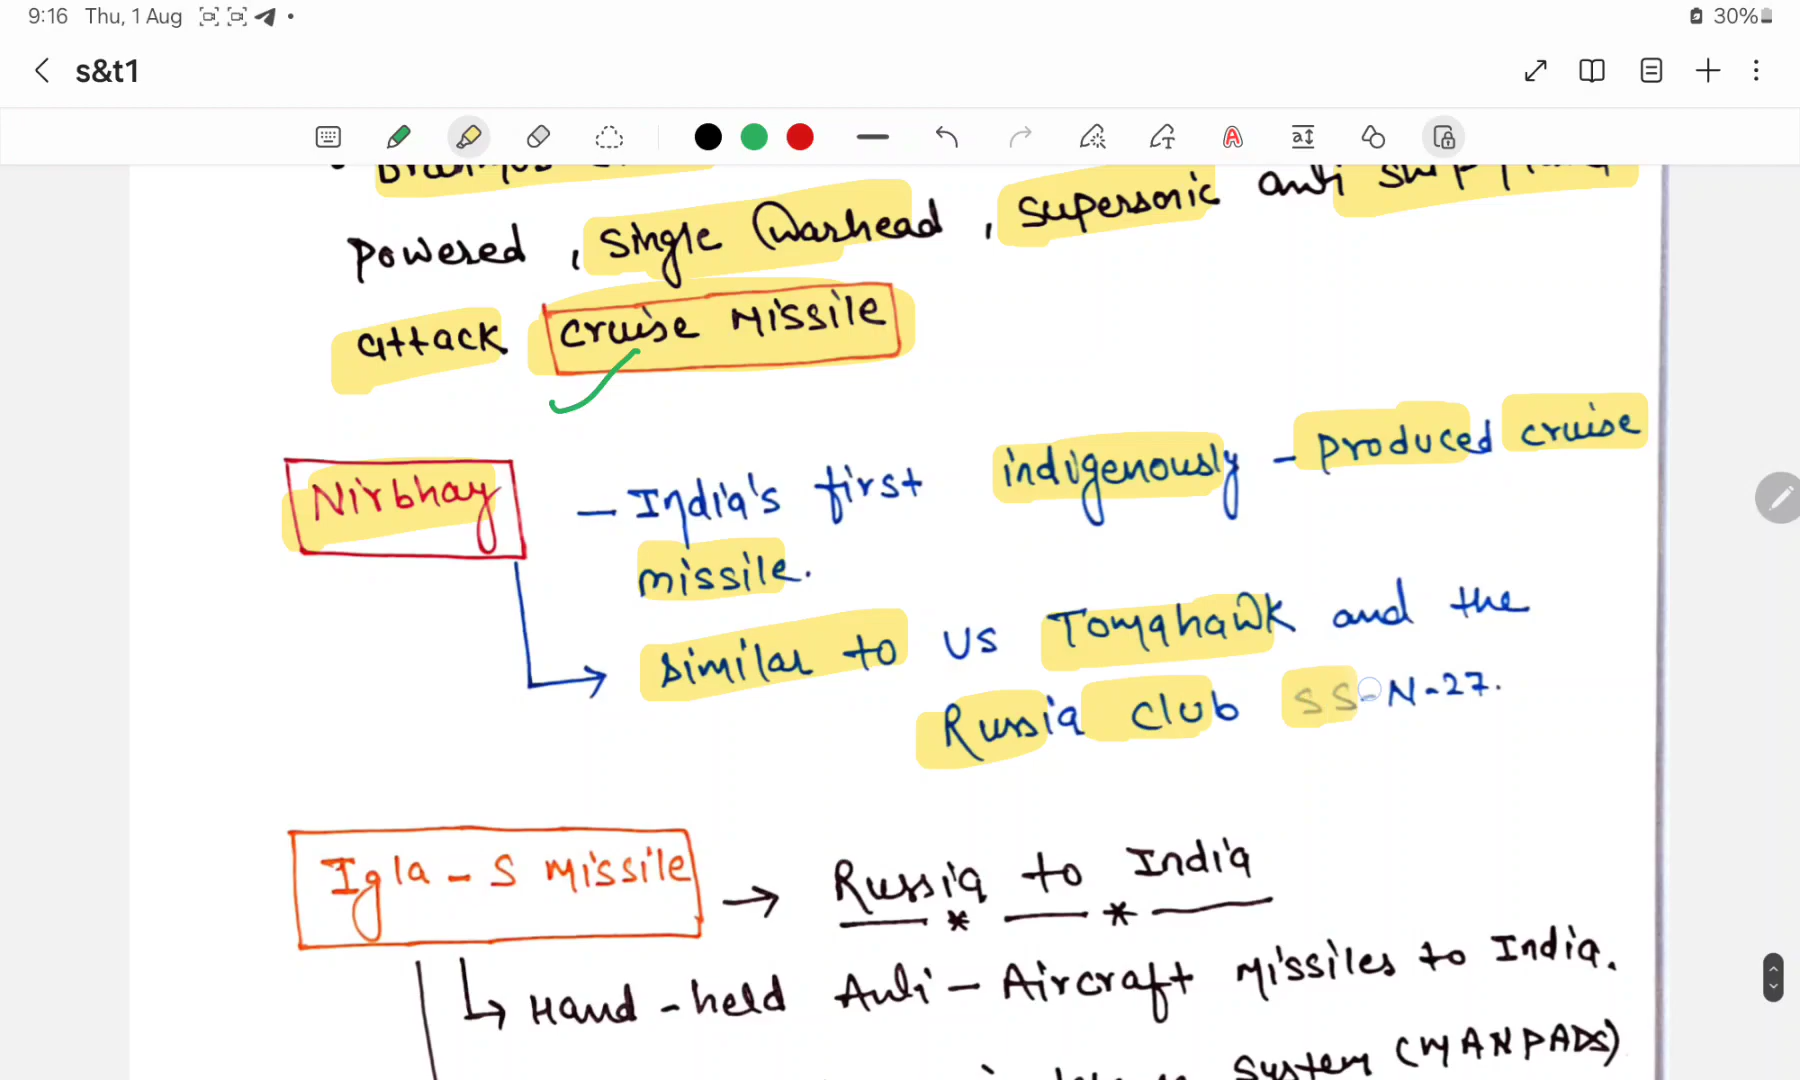 9:16 Thu, 1 Aug
30%
s&t1
powered, single warhead, supersonic anti ship
attack cruise Missile
Nirbhay - India's first indigenously - produced cruise
missile.
similar to US Tomahawk and the
Russia club SS-N-27.
Igla - S Missile → Russia to India
Hand-held Anti-Aircraft Missiles to India.
system (MANPADS)